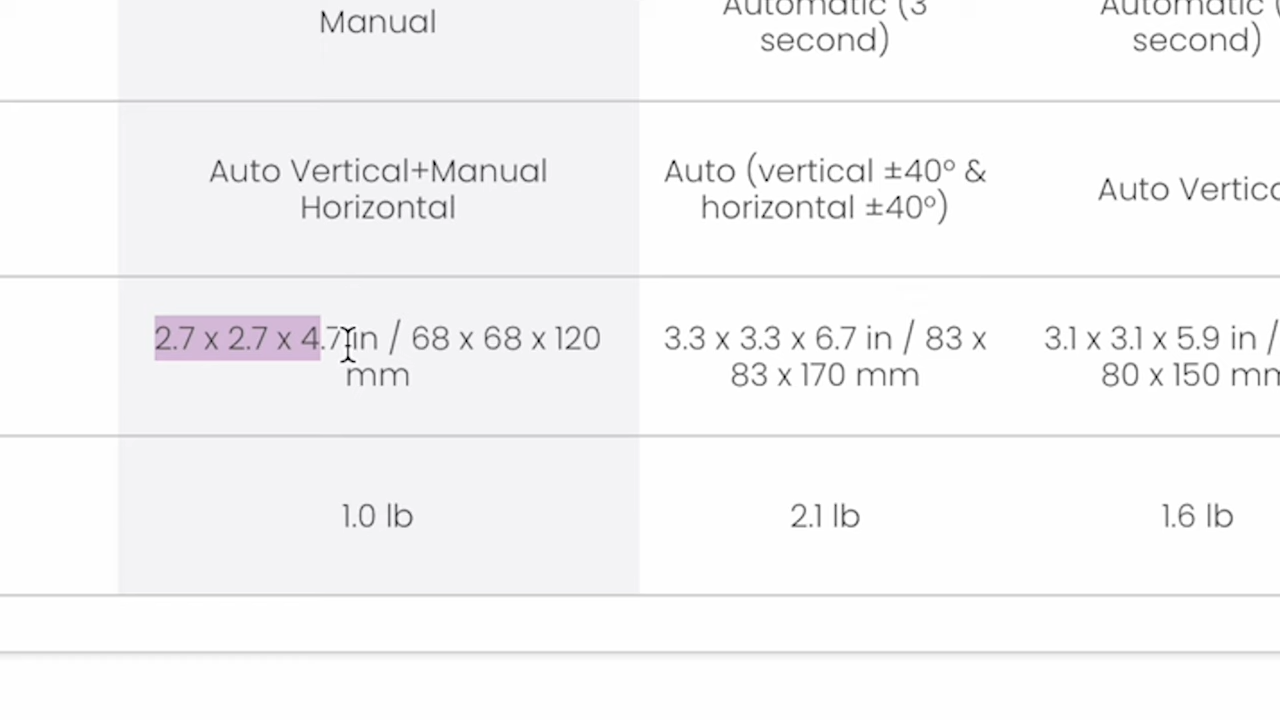 Manual
Automatic (3
second)
Automatic
second)
Auto Vertical+Manual
Horizontal
Auto (vertical ±40° &
horizontal ±40°)
Auto
2.7 x 2.7 x 4.7 in / 68 x 68 x 120
mm
3.3 x 3.3 x 6.7 in / 83 x
83 x 170 mm
3.1 x 3.1 x 5.9 in /
80 x 150 mm
1.0 lb
2.1 lb
1.6 lb